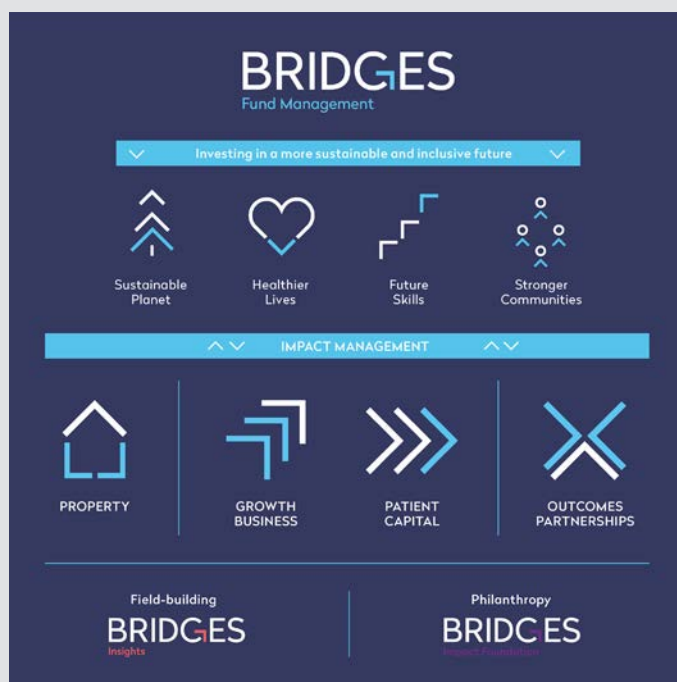 BRIDGES
Fund Management
Investing in a more sustainable and inclusive future
Sustainable
Planet
Healthier
Lives
Future
Skills
Stronger
Communities
IMPACT MANAGEMENT
PROPERTY
GROWTH
BUSINESS
PATIENT
CAPITAL
OUTCOMES
PARTNERSHIPS
Field-building
BRIDGES
Insights
Philanthropy
BRIDGES
Impact Foundation